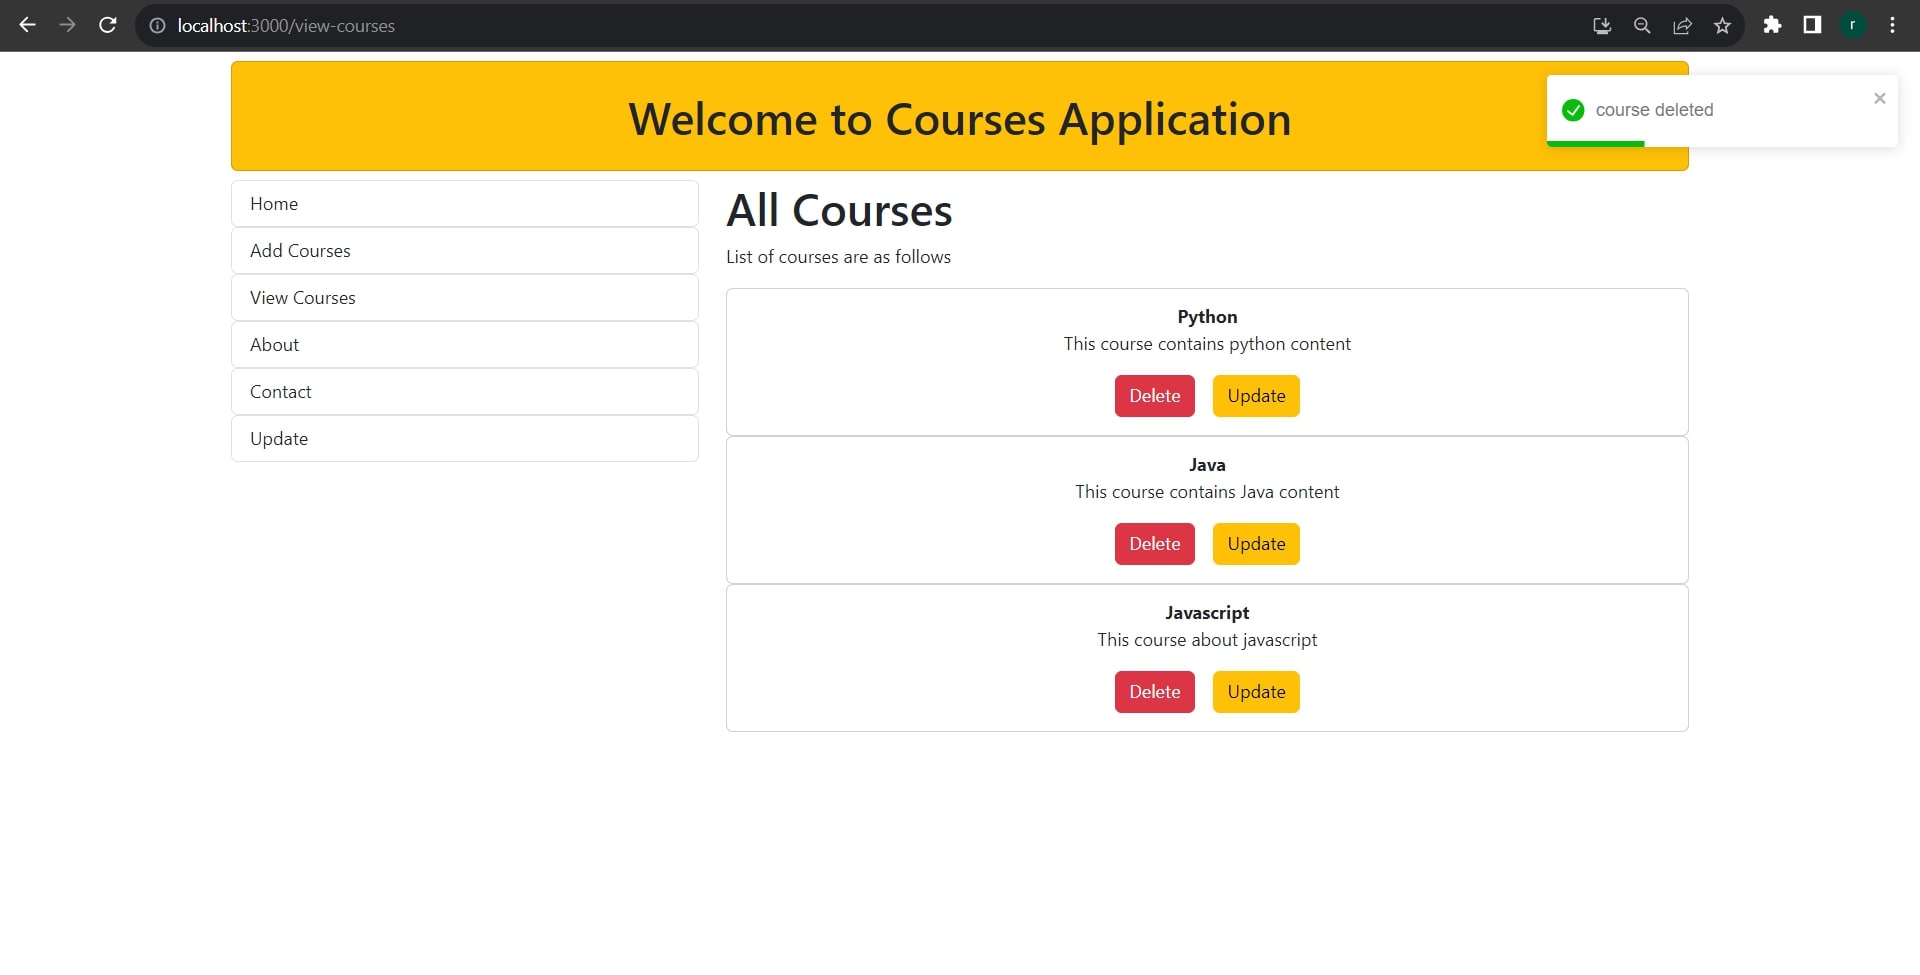 localhost:3000/view-courses
r
Welcome to Courses Application
course deleted
Home
Add Courses
View Courses
About
Contact
Update
All Courses
List of courses are as follows
Python
This course contains python content
Delete Update
Java
This course contains Java content
Delete Update
Javascript
This course about javascript
Delete Update